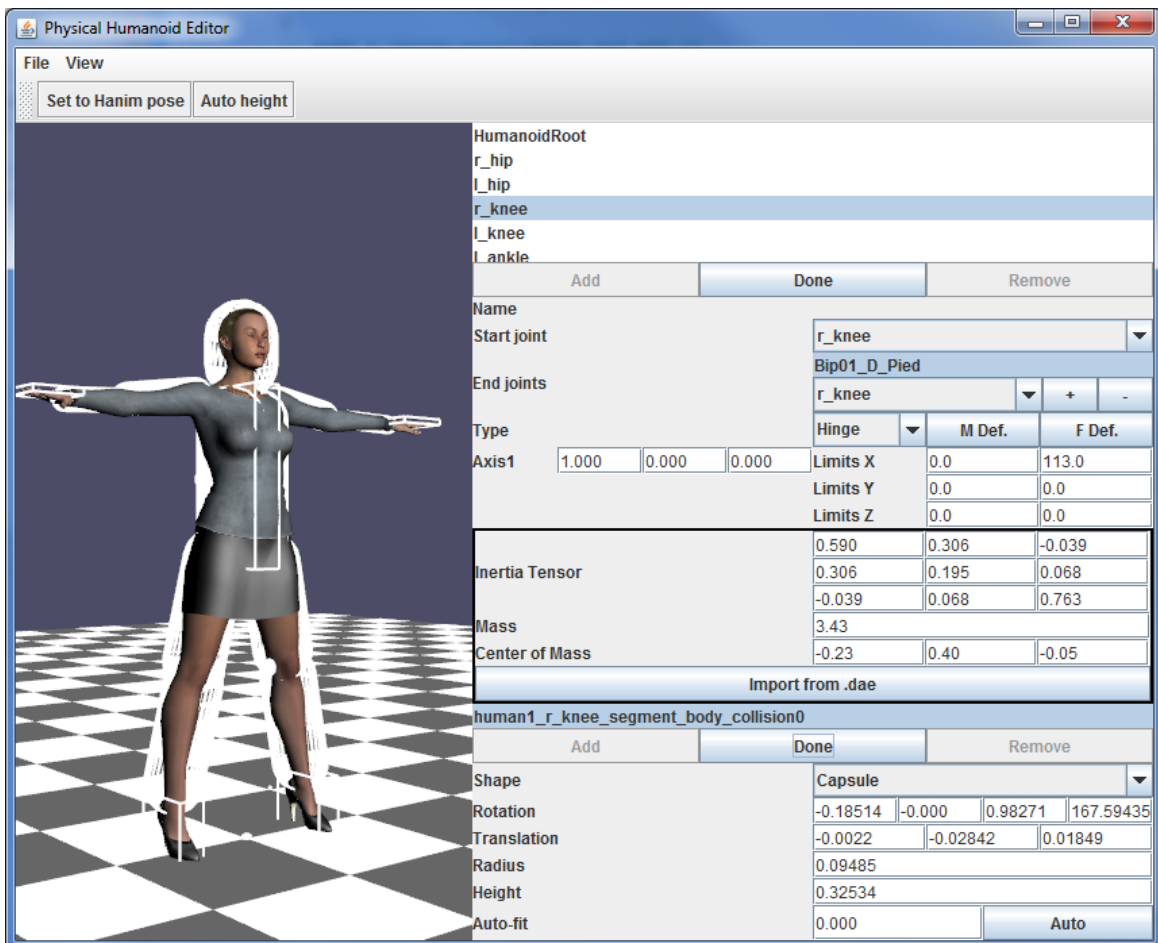 Physical Humanoid Editor
File View
Set to Hanim pose Auto height
HumanoidRoot
r_hip
l_hip
r_knee
l_knee
l_ankle
Add Done Remove
Name
Start joint r_knee
Bip01_D_Pied
End joints r_knee + -
Type Hinge M Def. F Def.
Axis1 1.000 0.000 0.000 Limits X 0.0 113.0
Limits Y 0.0 0.0
Limits Z 0.0 0.0
0.590 0.306 -0.039
Inertia Tensor 0.306 0.195 0.068
-0.039 0.068 0.763
Mass 3.43
Center of Mass -0.23 0.40 -0.05
Import from .dae
human1_r_knee_segment_body_collision0
Add Done Remove
Shape Capsule
Rotation -0.18514 -0.000 0.98271 167.59435
Translation -0.0022 -0.02842 0.01849
Radius 0.09485
Height 0.32534
Auto-fit 0.000 Auto